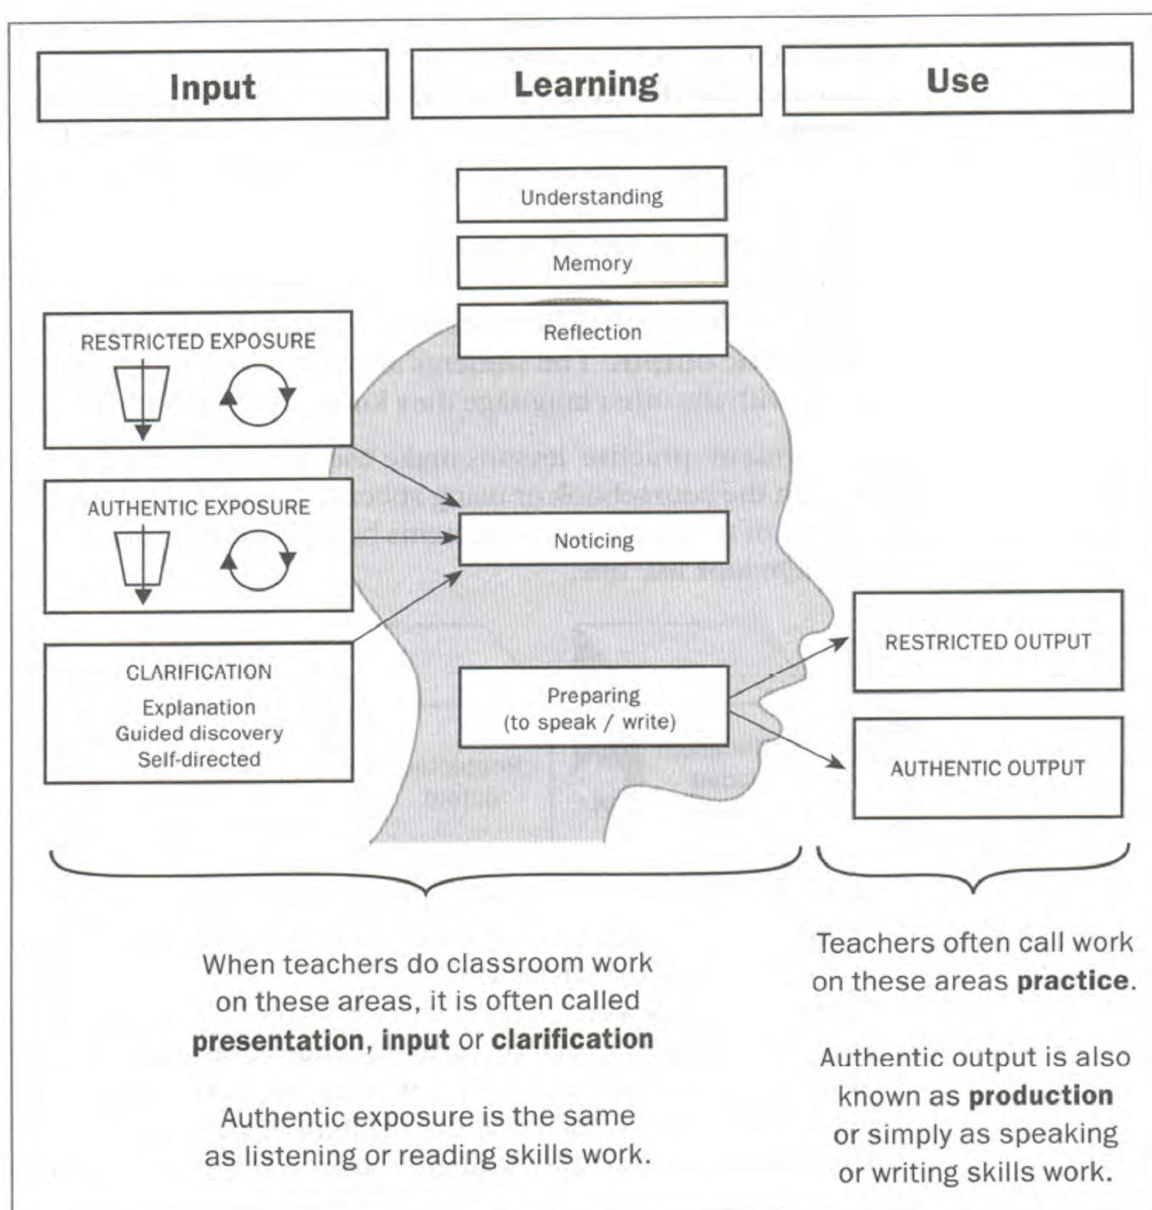 Input
Learning
Use
Understanding
Memory
Reflection
RESTRICTED EXPOSURE
AUTHENTIC EXPOSURE
Noticing
CLARIFICATION
Explanation
Guided discovery
Self-directed
Preparing
(to speak / write)
RESTRICTED OUTPUT
AUTHENTIC OUTPUT
When teachers do classroom work
on these areas, it is often called
presentation, input or clarification
Authentic exposure is the same
as listening or reading skills work.
Teachers often call work
on these areas practice.
Authentic output is also
known as production
or simply as speaking
or writing skills work.